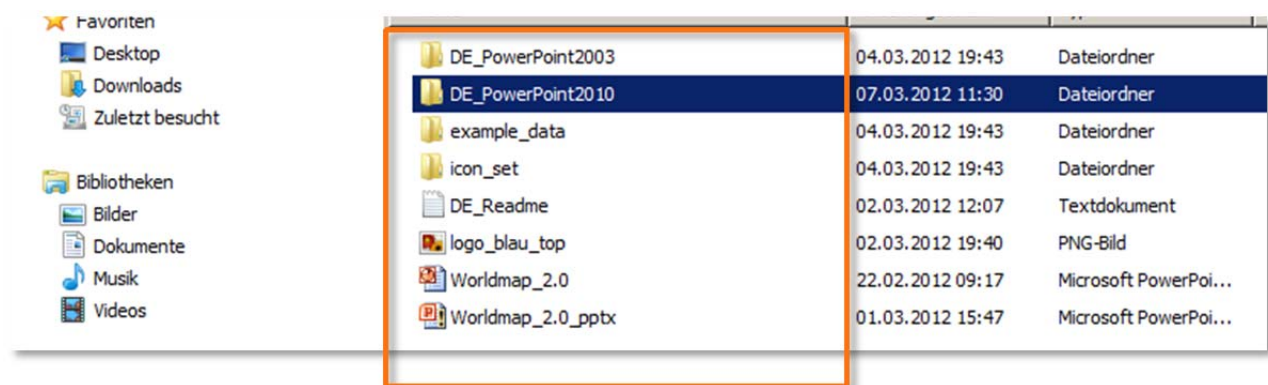 Favoriten
Desktop
Downloads
Zuletzt besucht
Bibliotheken
Bilder
Dokumente
Musik
Videos
DE_PowerPoint2003 04.03.2012 19:43 Dateiordner
DE_PowerPoint2010 07.03.2012 11:30 Dateiordner
example_data 04.03.2012 19:43 Dateiordner
icon_set 04.03.2012 19:43 Dateiordner
DE_Readme 02.03.2012 12:07 Textdokument
logo_blau_top 02.03.2012 19:40 PNG-Bild
Worldmap_2.0 22.02.2012 09:17 Microsoft PowerPoi...
Worldmap_2.0_pptx 01.03.2012 15:47 Microsoft PowerPoi...